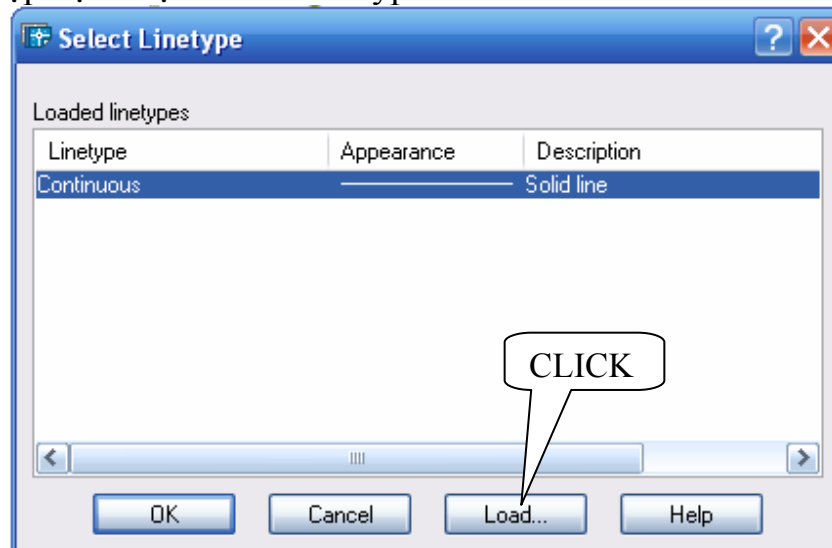 Select Linetype
Loaded linetypes
Linetype Appearance Description
Continuous Solid line
CLICK
OK Cancel Load... Help